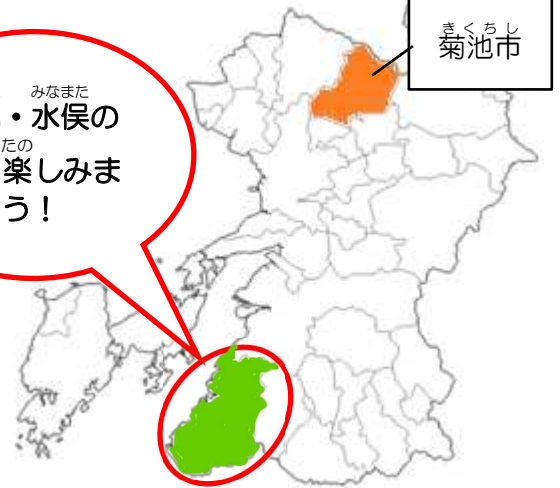 きくちし
菊池市
みなまた
・水俣の
たの
楽しみま
う！